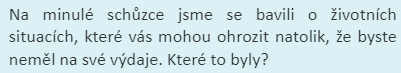 Na minulé schůzce jsme se bavili o životních
situacích, které vás mohou ohrozit natolik, že byste
neměl na své výdaje. Které to byly?